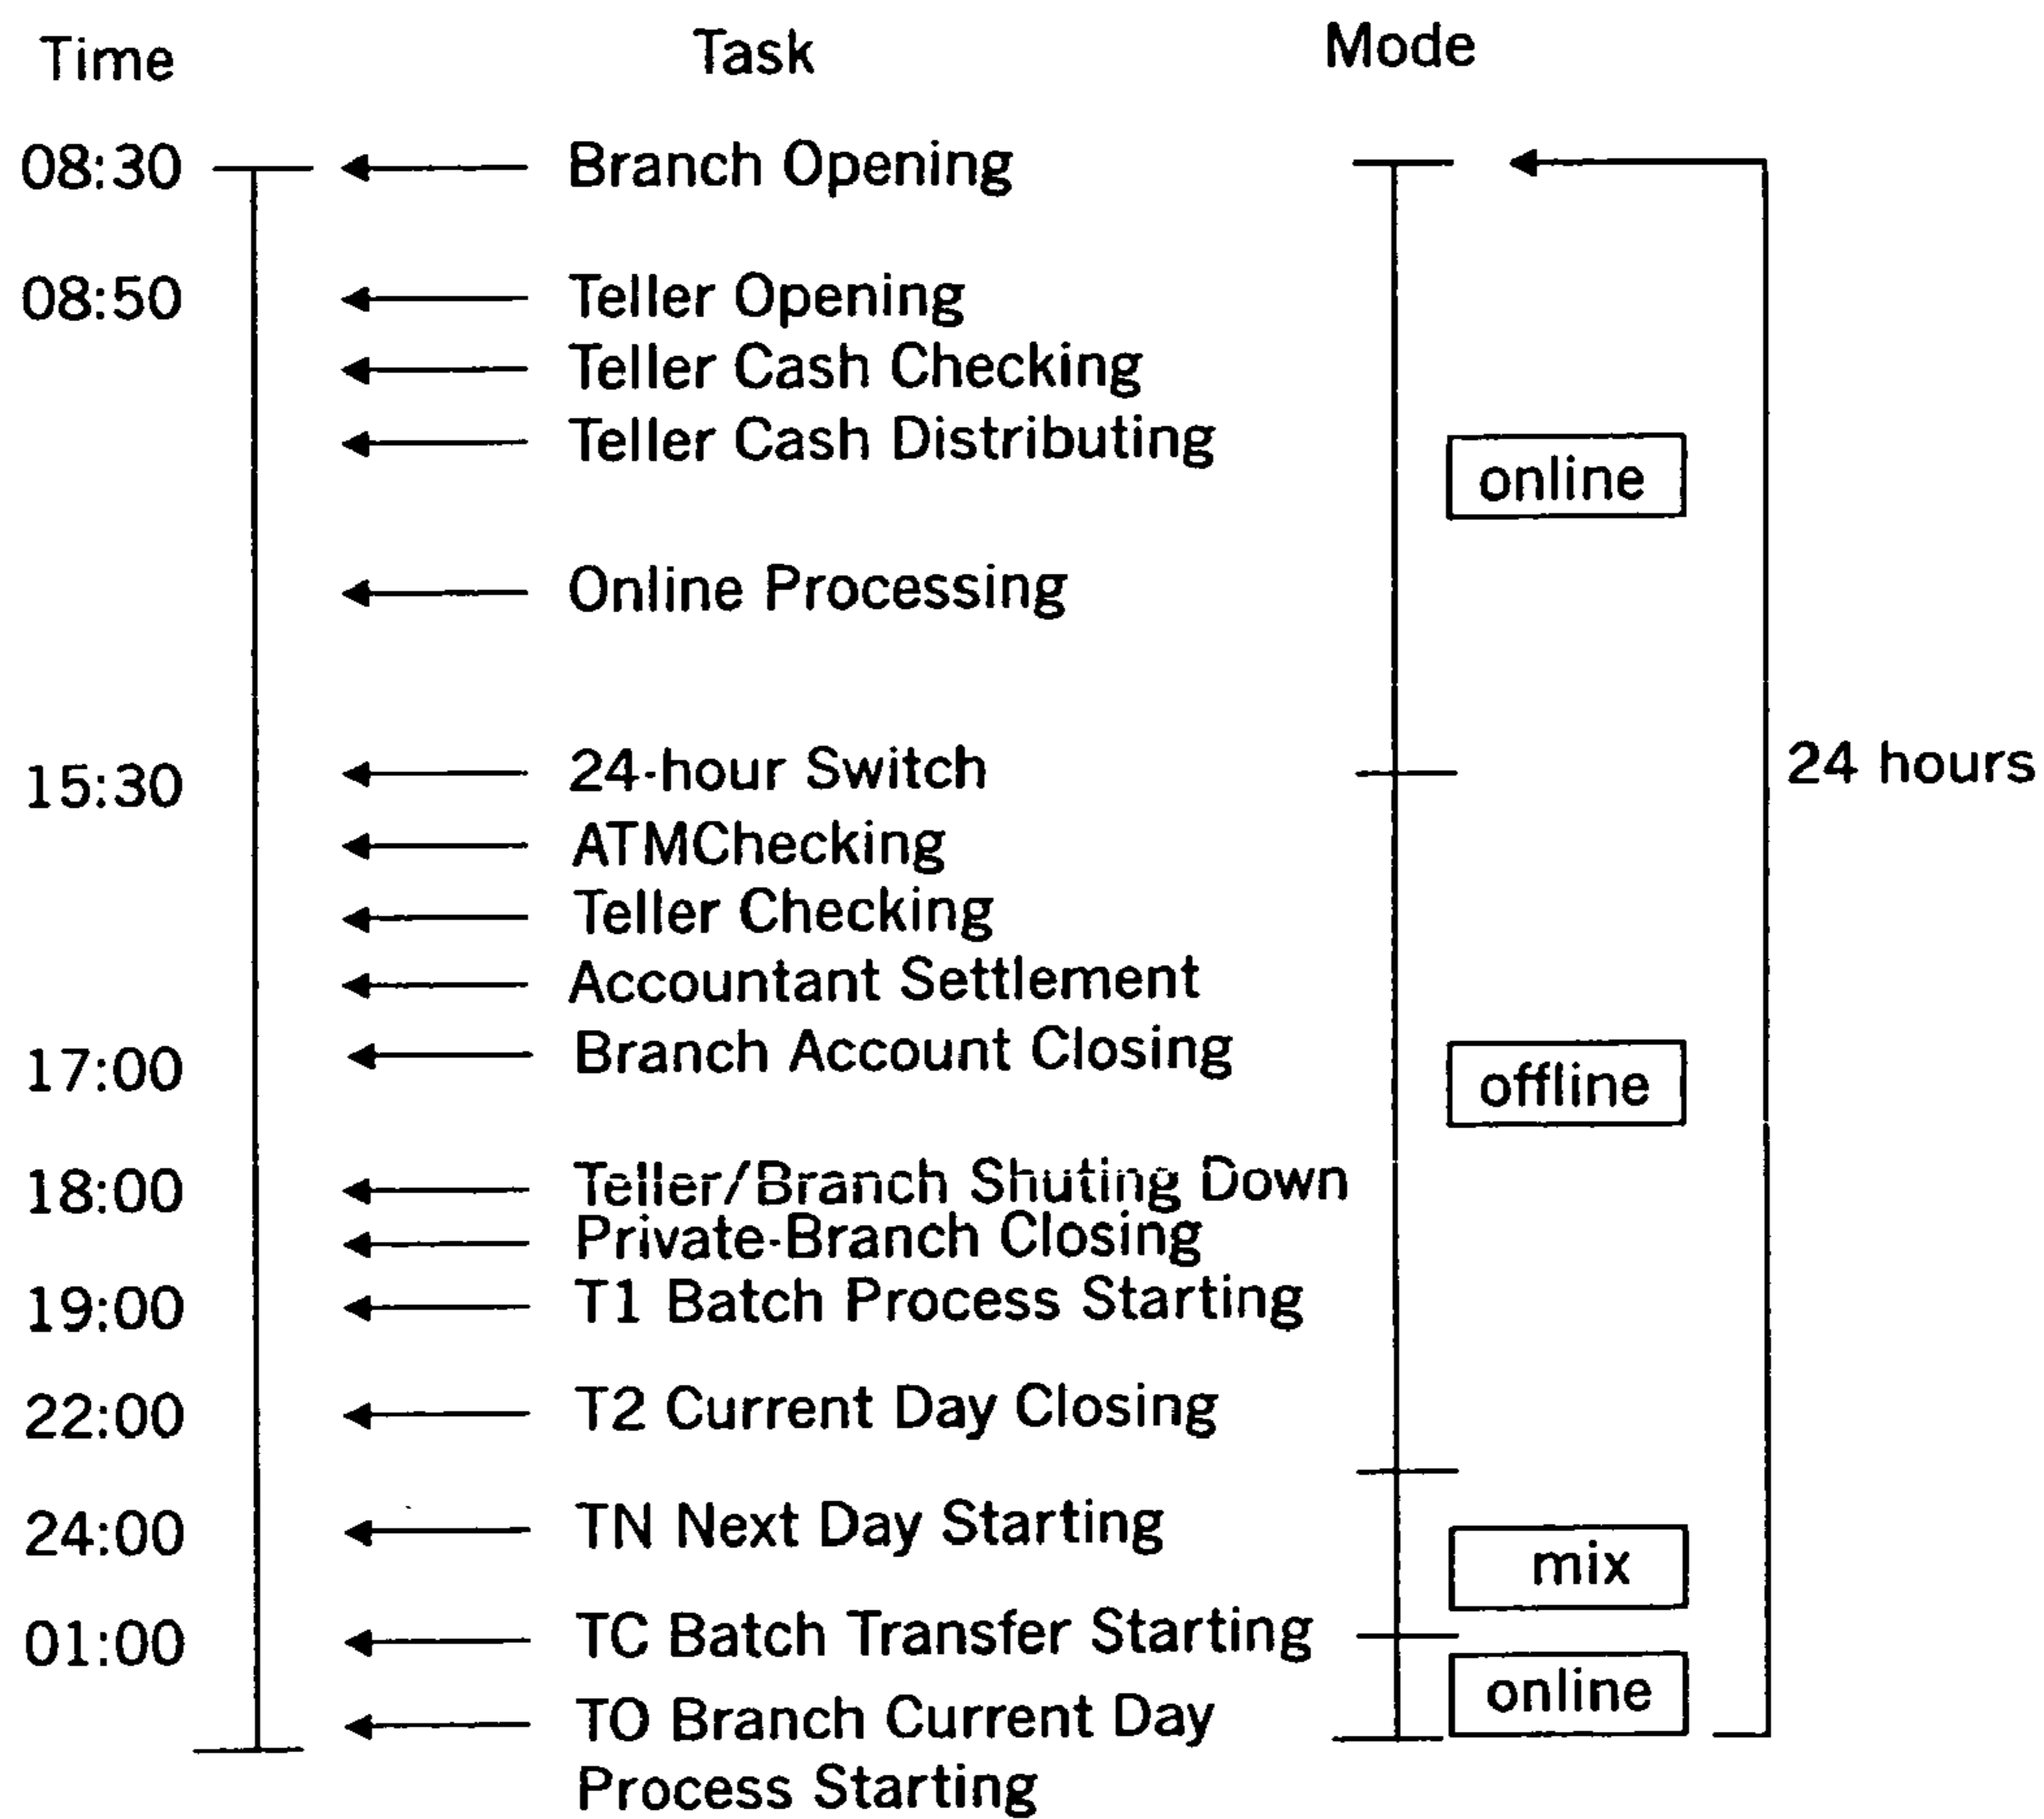 Time Task Mode
08:30 Branch Opening
08:50 Teller Opening
Teller Cash Checking
Teller Cash Distributing
online
Online Processing
15:30 24-hour Switch 24 hours
ATMChecking
Teller Checking
Accountant Settlement
17:00 Branch Account Closing
offline
18:00 Teller/Branch Shuting Down
Private-Branch Closing
19:00 T1 Batch Process Starting
22:00 T2 Current Day Closing
24:00 TN Next Day Starting
mix
01:00 TC Batch Transfer Starting
online
TO Branch Current Day
Process Starting